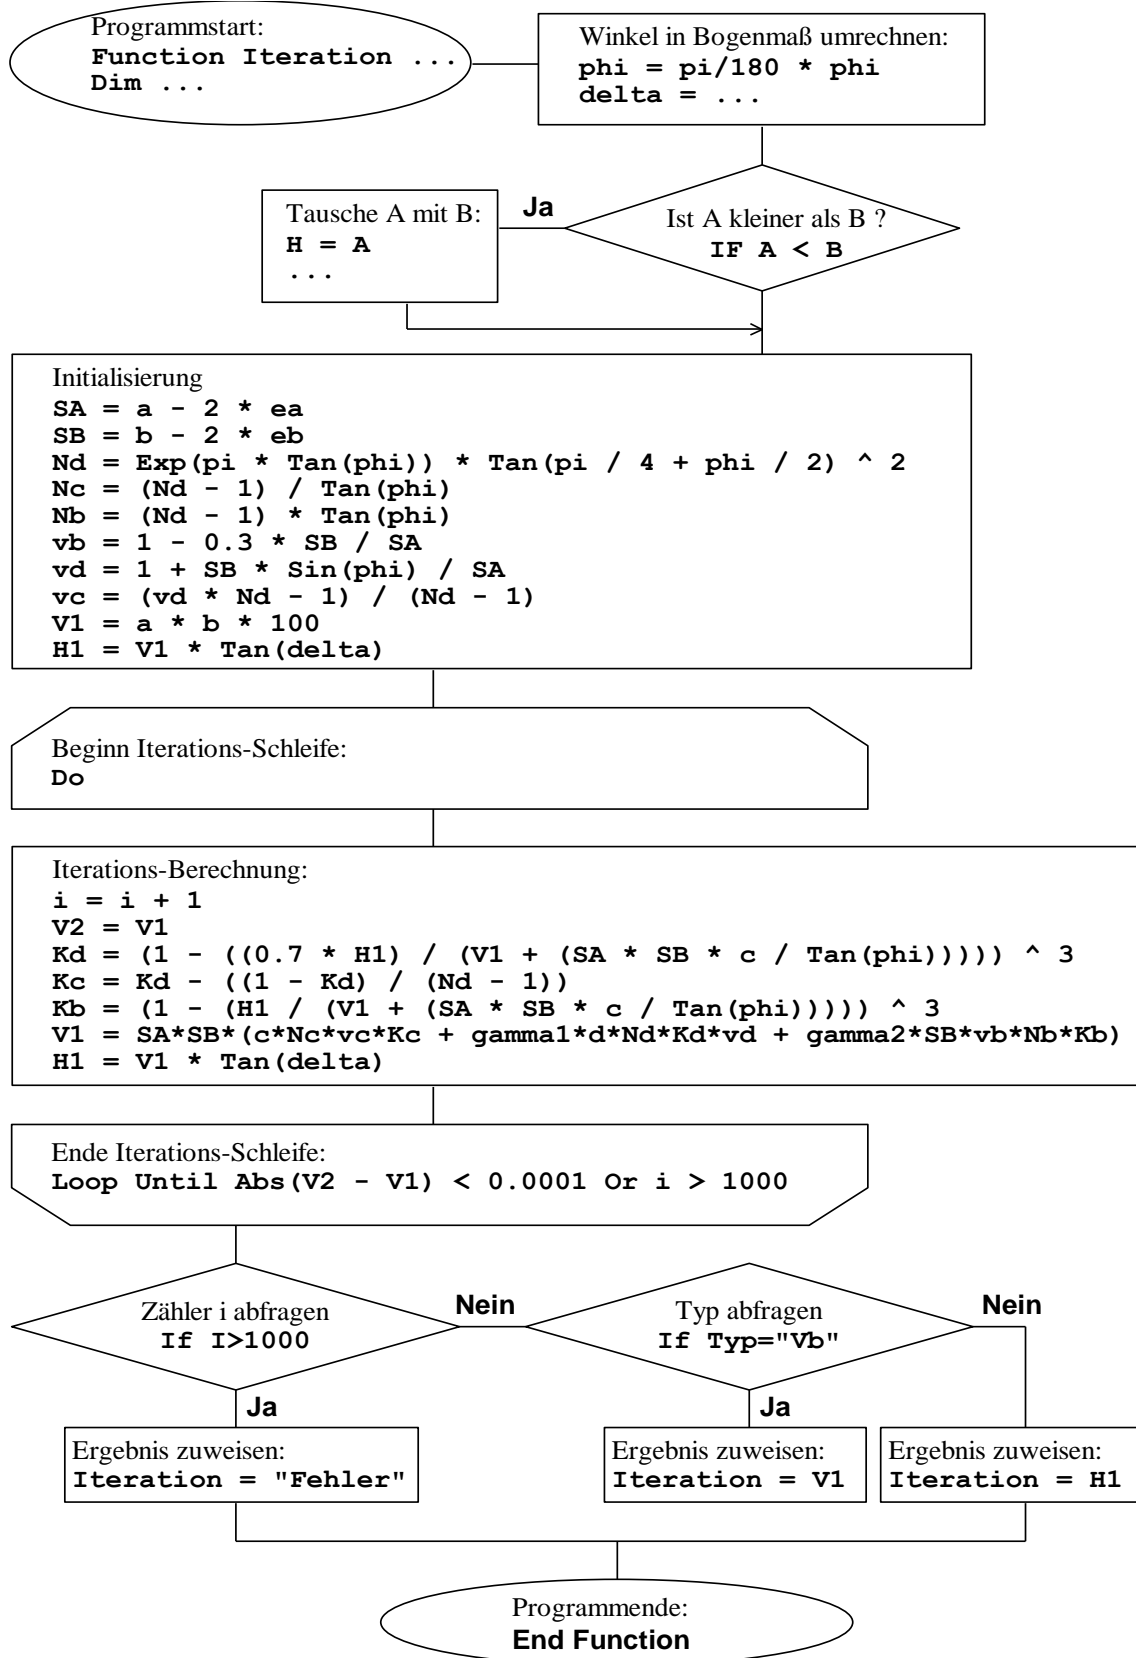 Programmstart:
Function Iteration ...
Dim ...
Winkel in Bogenmaß umrechnen:
phi = pi/180 * phi
delta = ...
Ist A kleiner als B ?
IF A < B
Ja
Tausche A mit B:
H = A
...
Initialisierung
SA = a - 2 * ea
SB = b - 2 * eb
Nd = Exp(pi * Tan(phi)) * Tan(pi / 4 + phi / 2) ^ 2
Nc = (Nd - 1) / Tan(phi)
Nb = (Nd - 1) * Tan(phi)
vb = 1 - 0.3 * SB / SA
vd = 1 + SB * Sin(phi) / SA
vc = (vd * Nd - 1) / (Nd - 1)
V1 = a * b * 100
H1 = V1 * Tan(delta)
Beginn Iterations-Schleife:
Do
Iterations-Berechnung:
i = i + 1
V2 = V1
Kd = (1 - ((0.7 * H1) / (V1 + (SA * SB * c / Tan(phi))))) ^ 3
Kc = Kd - ((1 - Kd) / (Nd - 1))
Kb = (1 - (H1 / (V1 + (SA * SB * c / Tan(phi))))) ^ 3
V1 = SA*SB*(c*Nc*vc*Kc + gamma1*d*Nd*Kd*vd + gamma2*SB*vb*Nb*Kb)
H1 = V1 * Tan(delta)
Ende Iterations-Schleife:
Loop Until Abs(V2 - V1) < 0.0001 Or i > 1000
Zähler i abfragen
If I>1000
Nein
Typ abfragen
If Typ="Vb"
Nein
Ja
Ja
Ergebnis zuweisen:
Iteration = "Fehler"
Ergebnis zuweisen:
Iteration = V1
Ergebnis zuweisen:
Iteration = H1
Programmende:
End Function